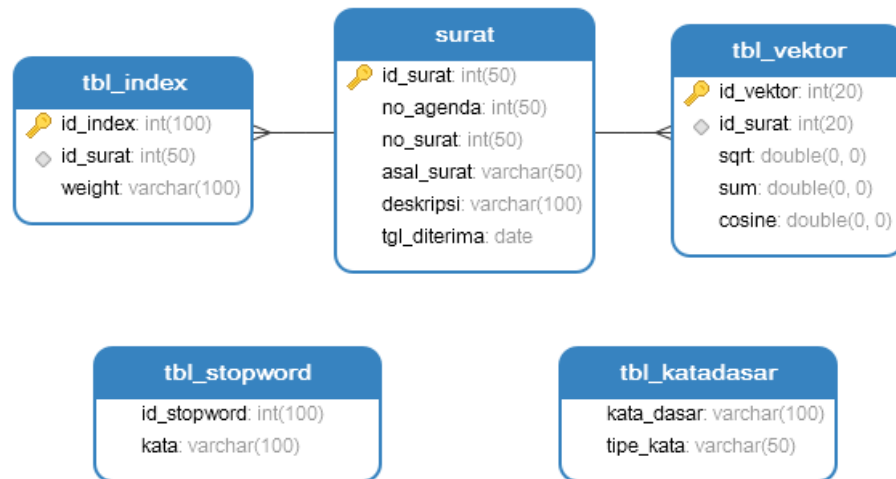 tbl_index
id_index: int(100)
id_surat: int(50)
weight: varchar(100)
surat
id_surat: int(50)
no_agenda: int(50)
no_surat: int(50)
asal_surat: varchar(50)
deskripsi: varchar(100)
tgl_diterima: date
tbl_vektor
id_vektor: int(20)
id_surat: int(20)
sqrt: double(0, 0)
sum: double(0, 0)
cosine: double(0, 0)
tbl_stopword
id_stopword: int(100)
kata: varchar(100)
tbl_katadasar
kata_dasar: varchar(100)
tipe_kata: varchar(50)